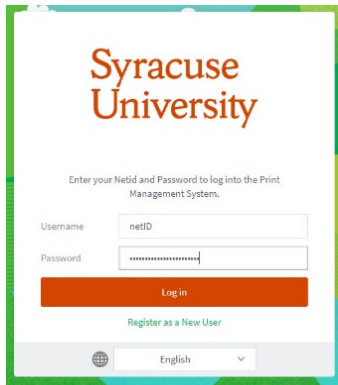 Syracuse
University
Enter your Netid and Password to log into the Print
Management System.
Username netID
Password
Log in
Register as a New User
English